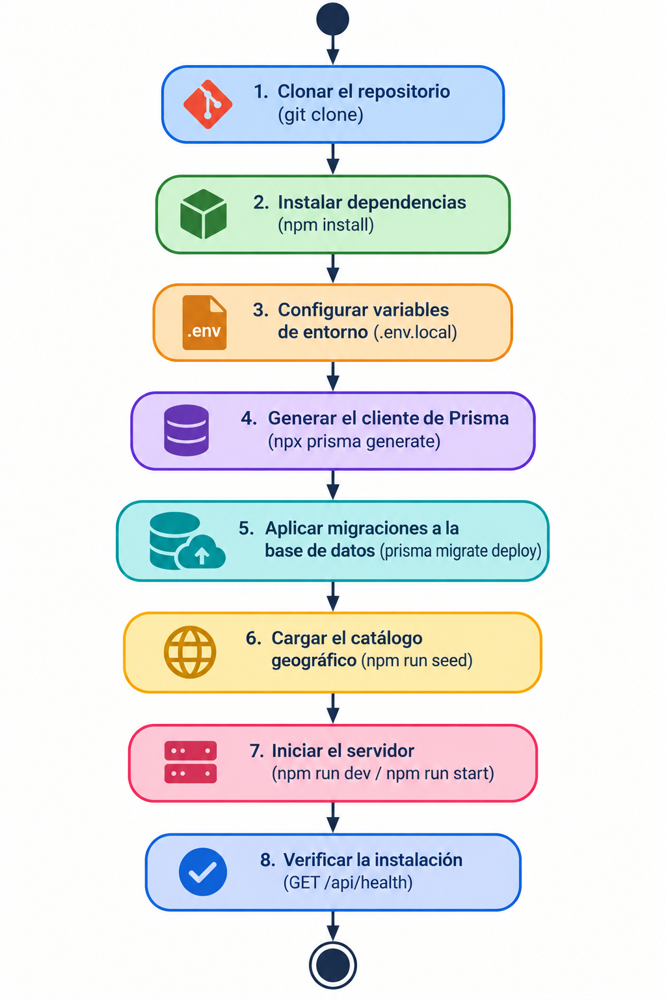 1. Clonar el repositorio
(git clone)
2. Instalar dependencias
(npm install)
.env
3. Configurar variables
de entorno (.env.local)
4. Generar el cliente de Prisma
(npx prisma generate)
5. Aplicar migraciones a la
base de datos (prisma migrate deploy)
6. Cargar el catálogo
geográfico (npm run seed)
7. Iniciar el servidor
(npm run dev / npm run start)
8. Verificar la instalación
(GET /api/health)